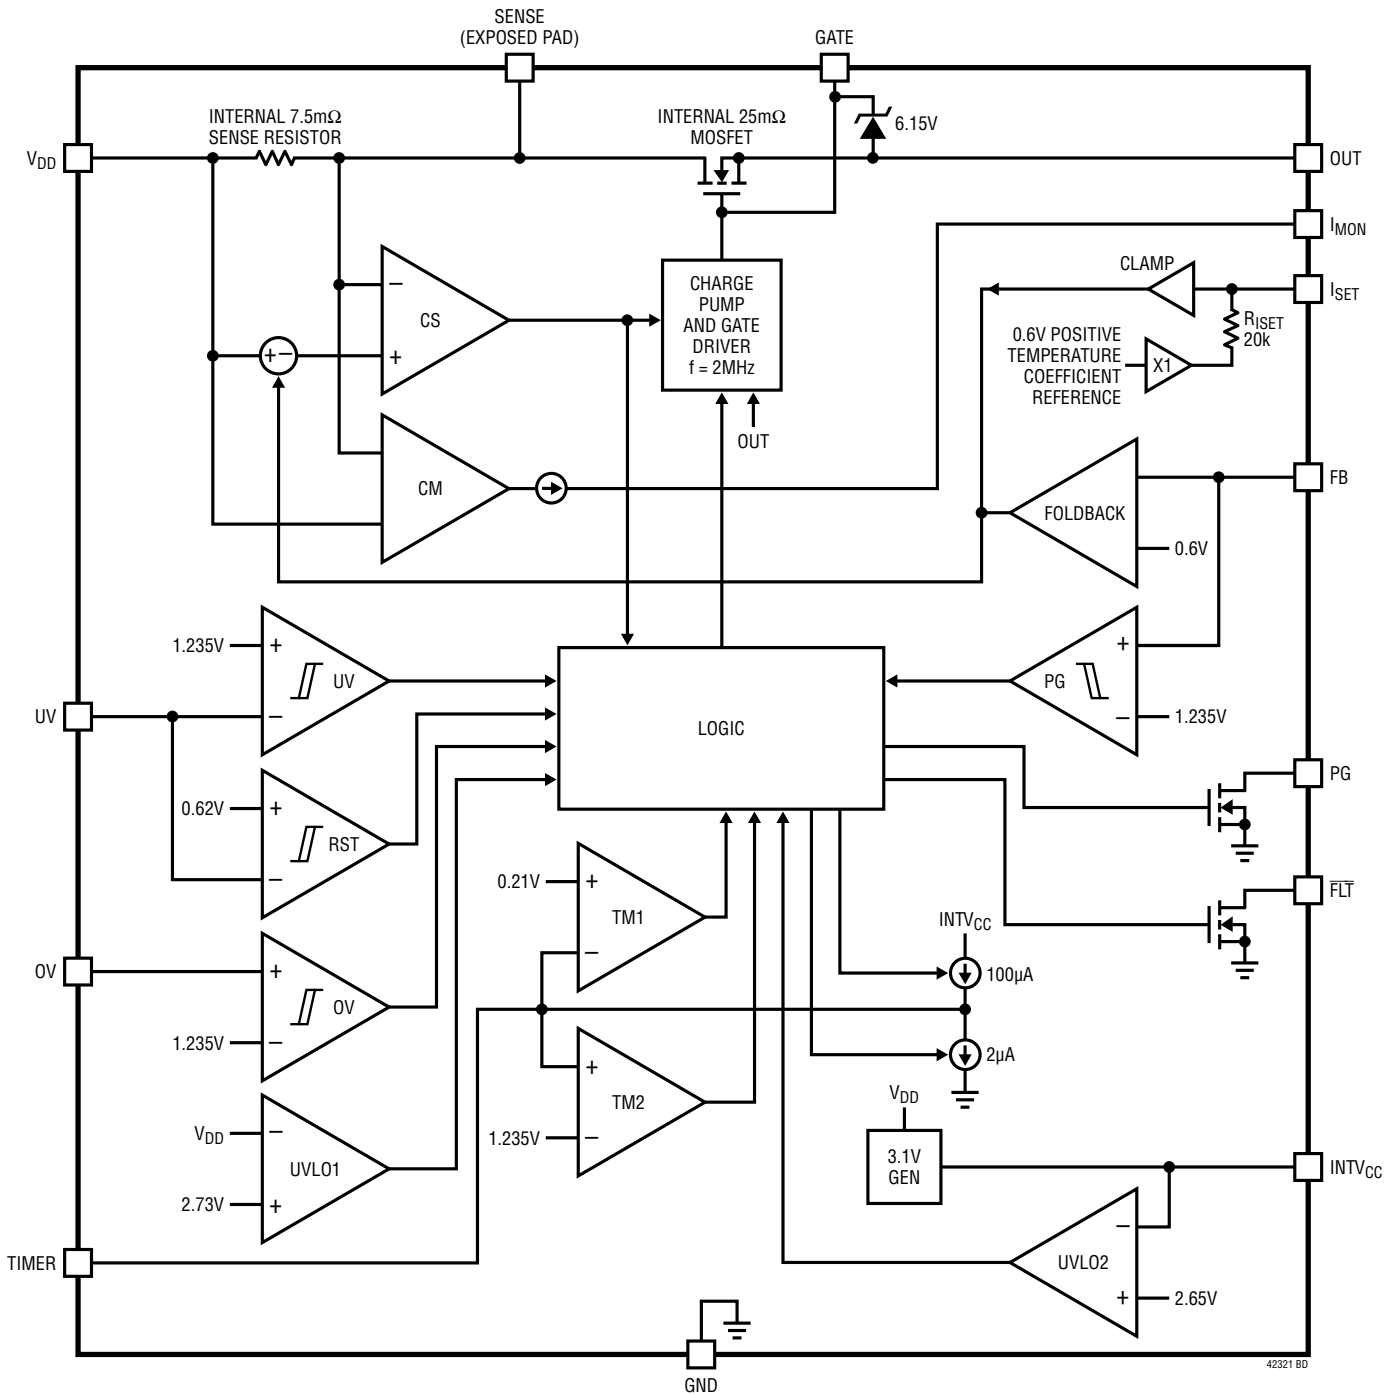 SENSE
(EXPOSED PAD)
GATE
INTERNAL 7.5mΩ
SENSE RESISTOR
INTERNAL 25mΩ
MOSFET
6.15V
VDD
OUT
IMON
CLAMP
ISET
RISET
20k
0.6V POSITIVE
TEMPERATURE
COEFFICIENT
REFERENCE
X1
CHARGE
PUMP
AND GATE
DRIVER
f = 2MHz
OUT
−
CS
+
+−
CM
FB
FOLDBACK
0.6V
1.235V
+
UV
−
UV
LOGIC
+
PG
−
1.235V
PG
0.62V
+
RST
−
0.21V
+
TM1
−
FLT
INTVCC
100µA
OV
+
OV
1.235V
−
+
TM2
1.235V
−
2µA
VDD
3.1V
GEN
VDD
−
UVLO1
2.73V
+
INTVCC
−
UVLO2
+
2.65V
TIMER
GND
42321 BD